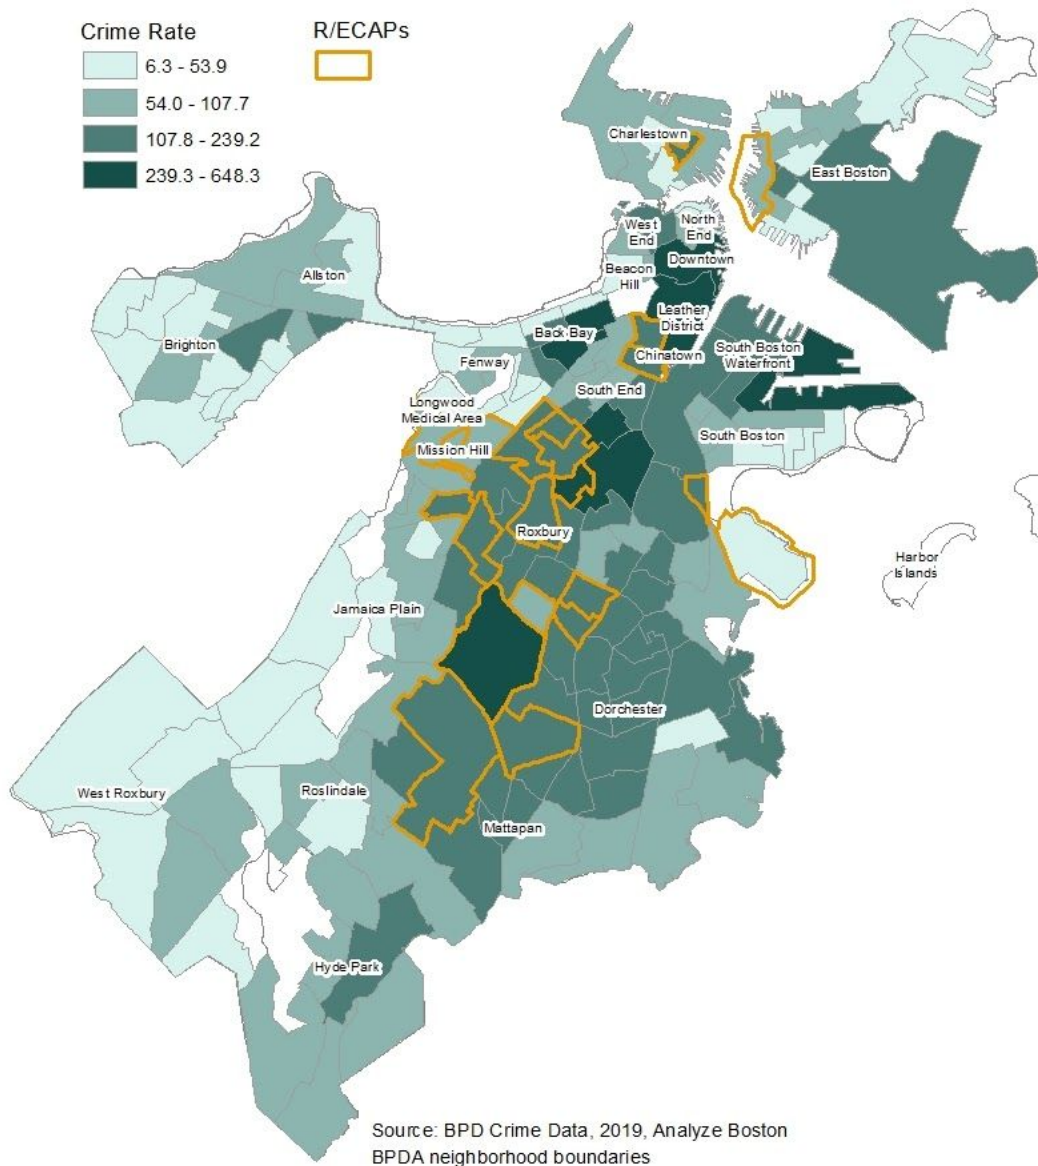 Crime Rate
6.3 - 53.9
54.0 - 107.7
107.8 - 239.2
239.3 - 648.3
R/ECAPs
Charlestown
East Boston
West
End
North
End
Downtown
Beacon
Hill
Allston
Brighton
Back Bay
Leather
District
Chinatown
South Boston
Waterfront
Fenway
South End
Longwood
Medical Area
South Boston
Mission Hill
Roxbury
Harbor
Islands
Jamaica Plain
Dorchester
West Roxbury
Roslindale
Mattapan
Hyde Park
Source: BPD Crime Data, 2019, Analyze Boston
BPDA neighborhood boundaries